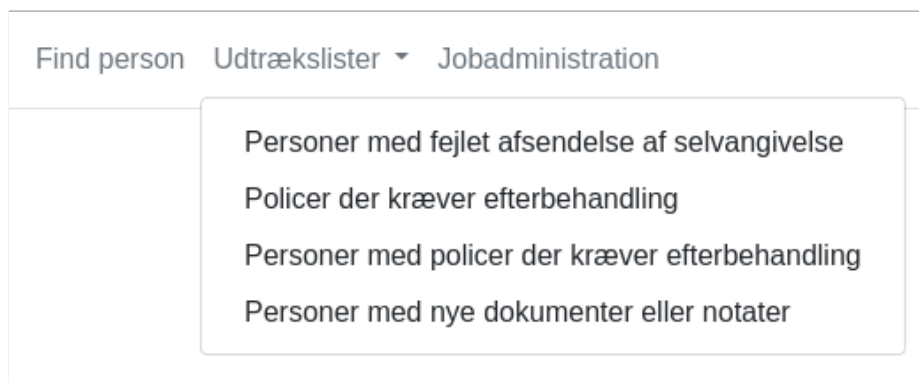 Find person Udtrækslister Jobadministration
Personer med fejlet afsendelse af selvangivelse
Policer der kræver efterbehandling
Personer med policer der kræver efterbehandling
Personer med nye dokumenter eller notater